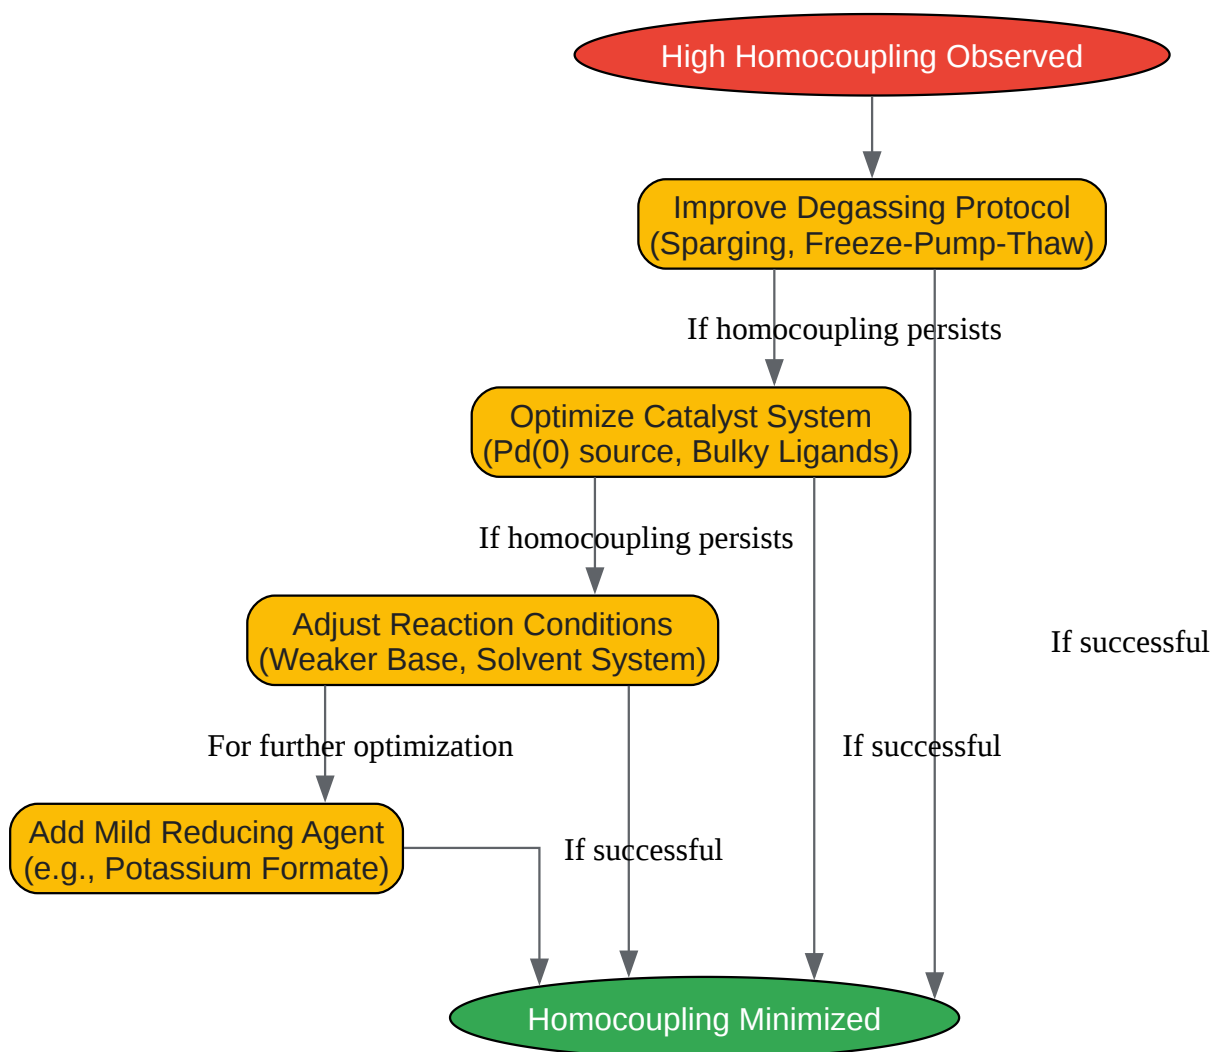 High Homocoupling Observed
Improve Degassing Protocol
(Sparging, Freeze-Pump-Thaw)
If homocoupling persists
Optimize Catalyst System
(Pd(0) source, Bulky Ligands)
If homocoupling persists
Adjust Reaction Conditions
(Weaker Base, Solvent System)
If successful
For further optimization
If successful
Add Mild Reducing Agent
(e.g., Potassium Formate)
If successful
Homocoupling Minimized